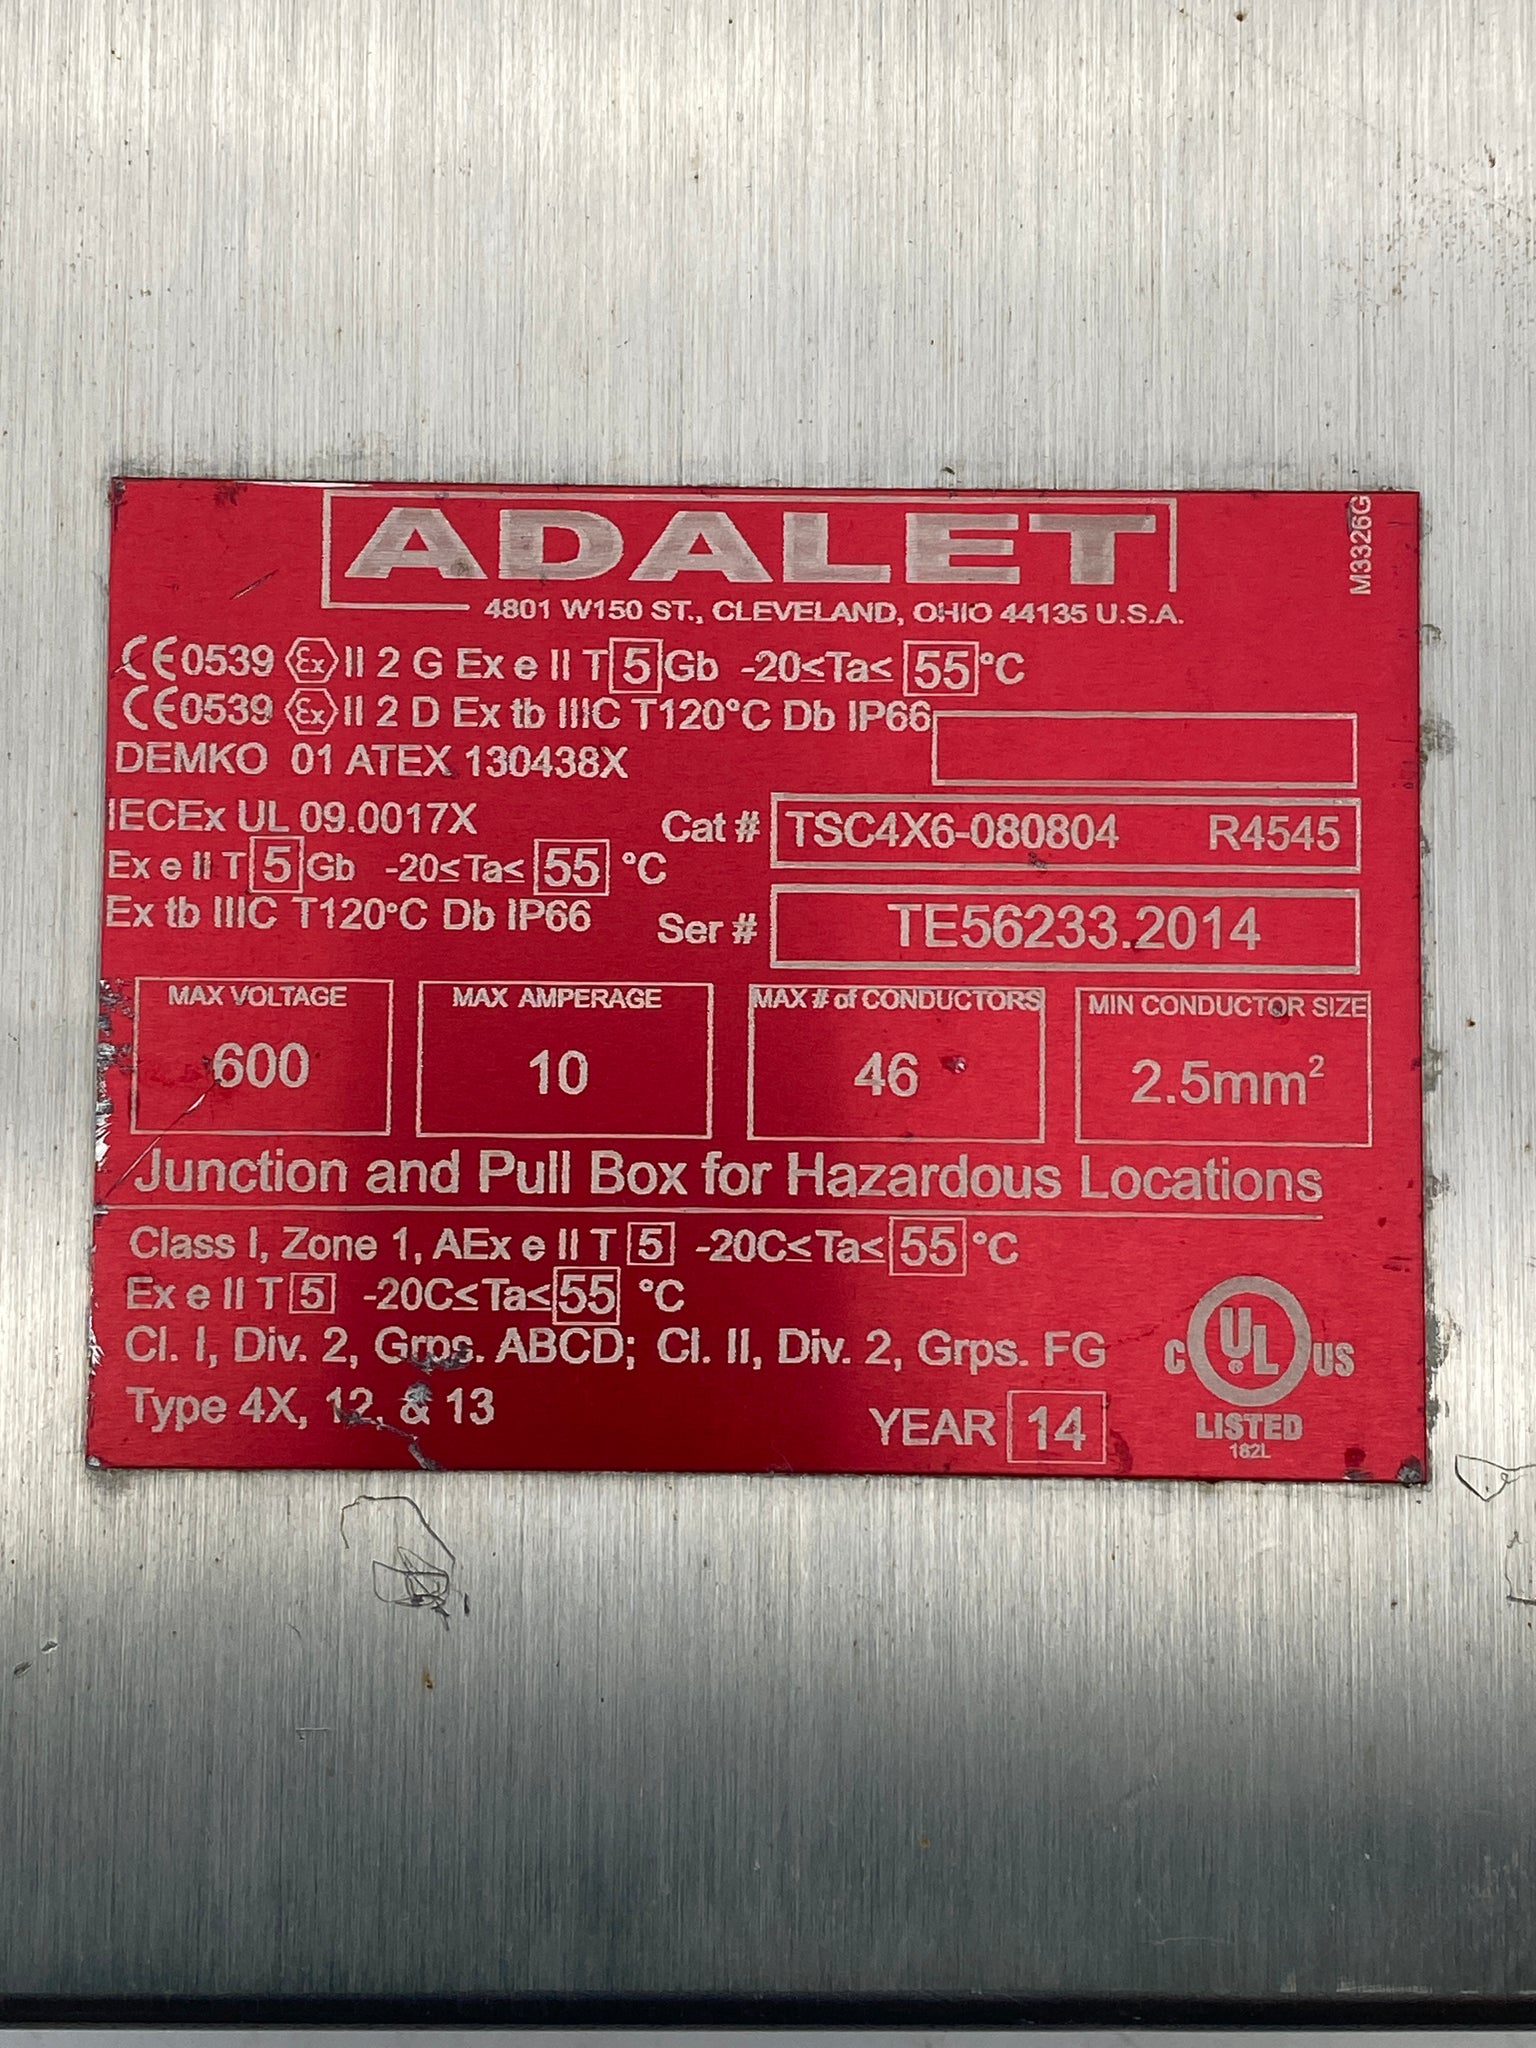 ADALET
M3326G
4801 W150 ST., CLEVELAND, OHIO 44135 U.S.A.
CE0539 Ex II 2 G Ex e II T 5 Gb -20≤Ta≤ 55 °C
CE0539 Ex II 2 D Ex tb IIIC T120°C Db IP66
DEMKO 01 ATEX 130438X
IECEx UL 09.0017X
Cat # TSC4X6-080804 R4545
Ex e II T 5 Gb -20≤Ta≤ 55 °C
Ex tb IIIC T120°C Db IP66
Ser # TE56233.2014
MAX VOLTAGE
600
MAX AMPERAGE
10
MAX # of CONDUCTORS
46
MIN CONDUCTOR SIZE
2.5mm²
Junction and Pull Box for Hazardous Locations
Class I, Zone 1, AEx e II T 5 -20C≤Ta≤ 55 °C
Ex e II T 5 -20C≤Ta≤ 55 °C
Cl. I, Div. 2, Grps. ABCD; Cl. II, Div. 2, Grps. FG
Type 4X, 12, & 13
YEAR 14
C UL ® US
LISTED
182L